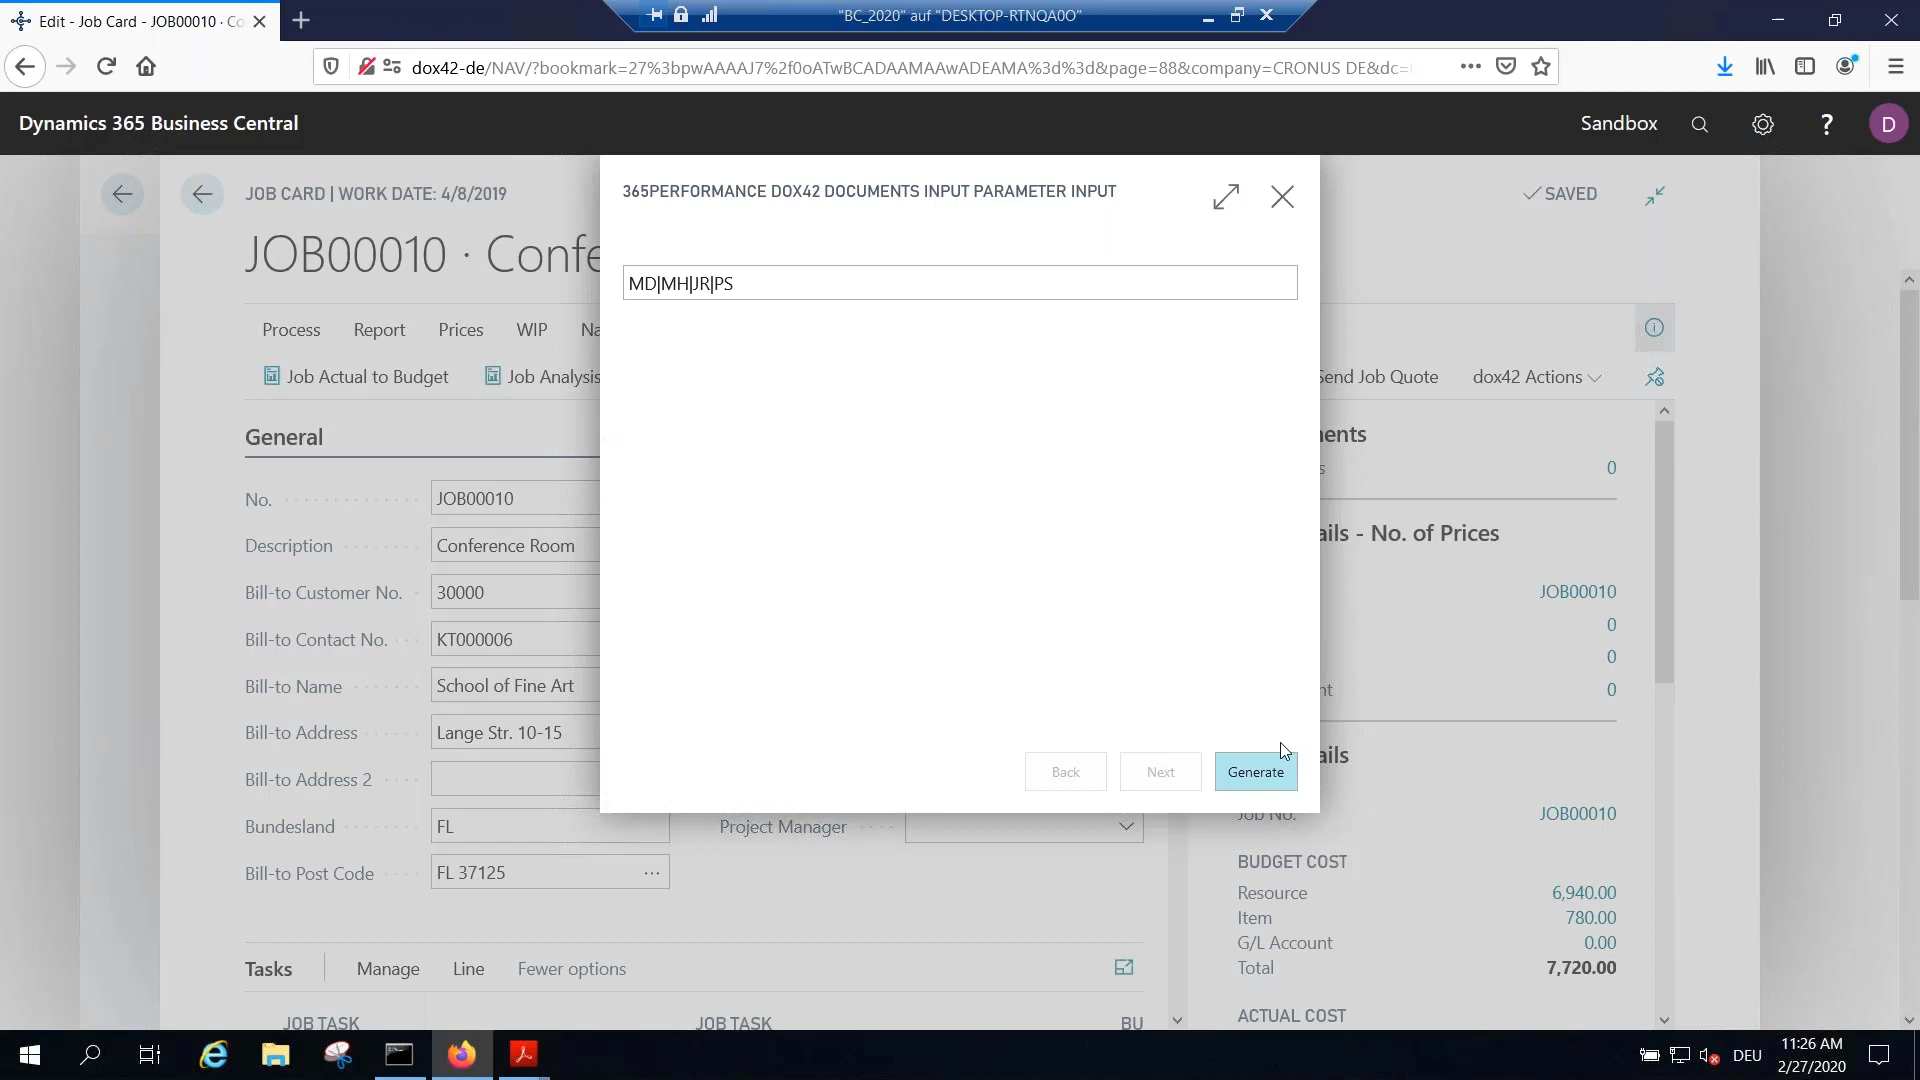 Edit - Job Card - JOB00010 · Co
"BC_2020" auf "DESKTOP-RTNQA0O"
dox42-de/NAV/?bookmark=27%3bpwAAAAJ7%2f0oATwBCADAAMAAwADEAMA%3d%3d&page=88&company=CRONUS DE&dc=
Dynamics 365 Business Central
Sandbox
?
D
JOB CARD | WORK DATE: 4/8/2019
SAVED
JOB00010 · Confe
365PERFORMANCE DOX42 DOCUMENTS INPUT PARAMETER INPUT
MD|MH|JR|PS
Back
Next
Generate
Process
Report
Prices
WIP
Na
Job Actual to Budget
Job Analysis
Send Job Quote
dox42 Actions
General
No.
JOB00010
Description
Conference Room
Bill-to Customer No.
30000
Bill-to Contact No.
KT000006
Bill-to Name
School of Fine Art
Bill-to Address
Lange Str. 10-15
Bill-to Address 2
Bundesland
FL
Project Manager
Bill-to Post Code
FL 37125
ents
s
0
ails - No. of Prices
JOB00010
0
0
nt
0
ails
Job No.
JOB00010
BUDGET COST
Resource
6,940.00
Item
780.00
G/L Account
0.00
Total
7,720.00
ACTUAL COST
Tasks
Manage
Line
Fewer options
JOB TASK
JOB TASK
BU
DEU
11:26 AM
2/27/2020